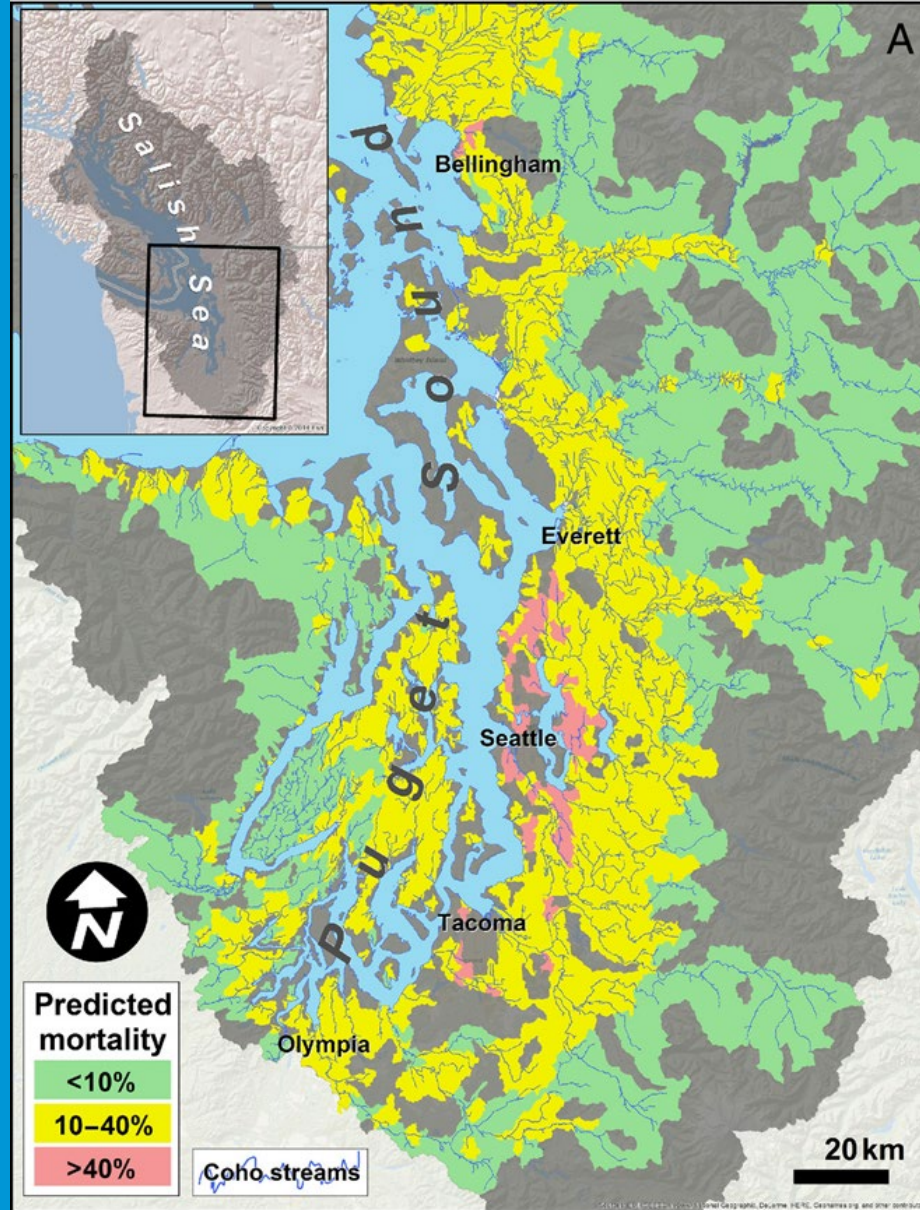 A
Salish Sea
Bellingham
Puget Sound
Everett
Seattle
Tacoma
Olympia
N
Predicted
mortality
<10%
10–40%
>40%
Coho streams
20 km